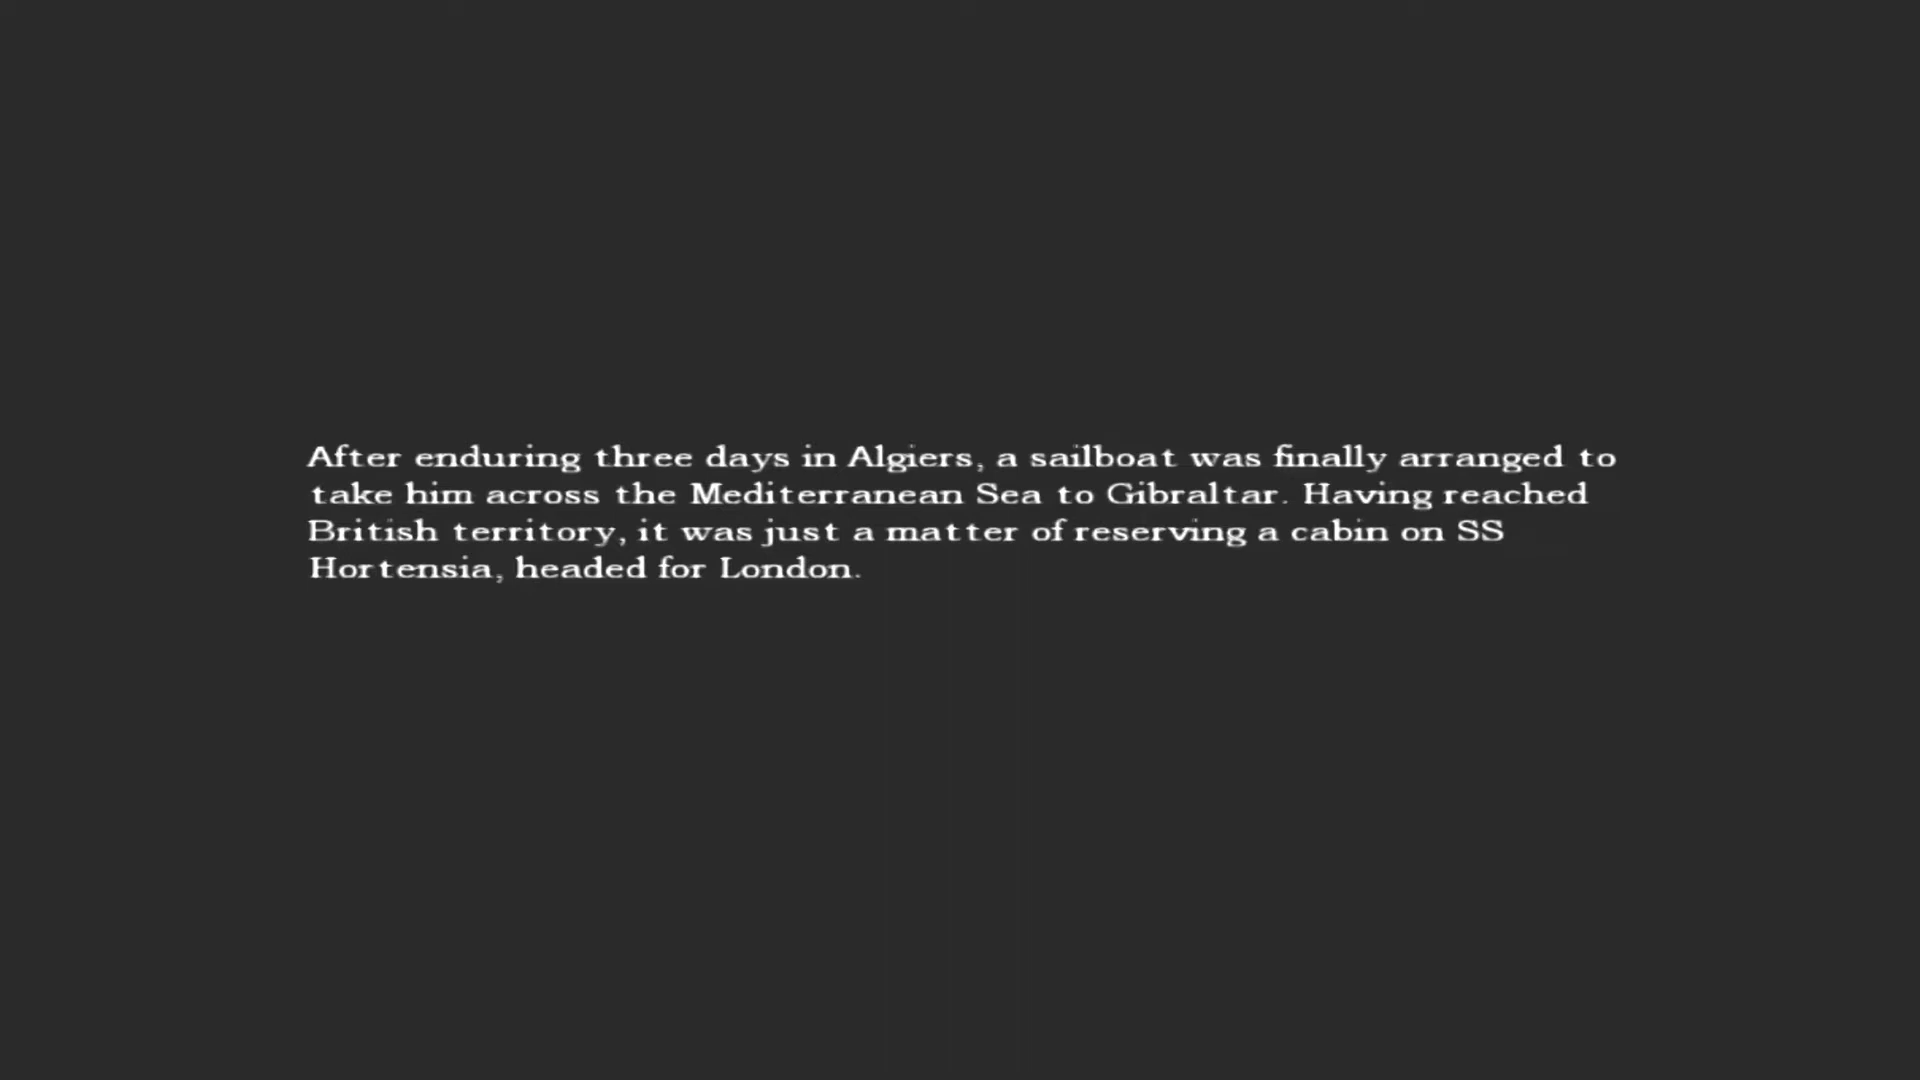 After enduring three days in Algiers, a sailboat was finally arranged to
take him across the Mediterranean Sea to Gibraltar. Having reached
British territory, it was just a matter of reserving a cabin on SS
Hortensia, headed for London.